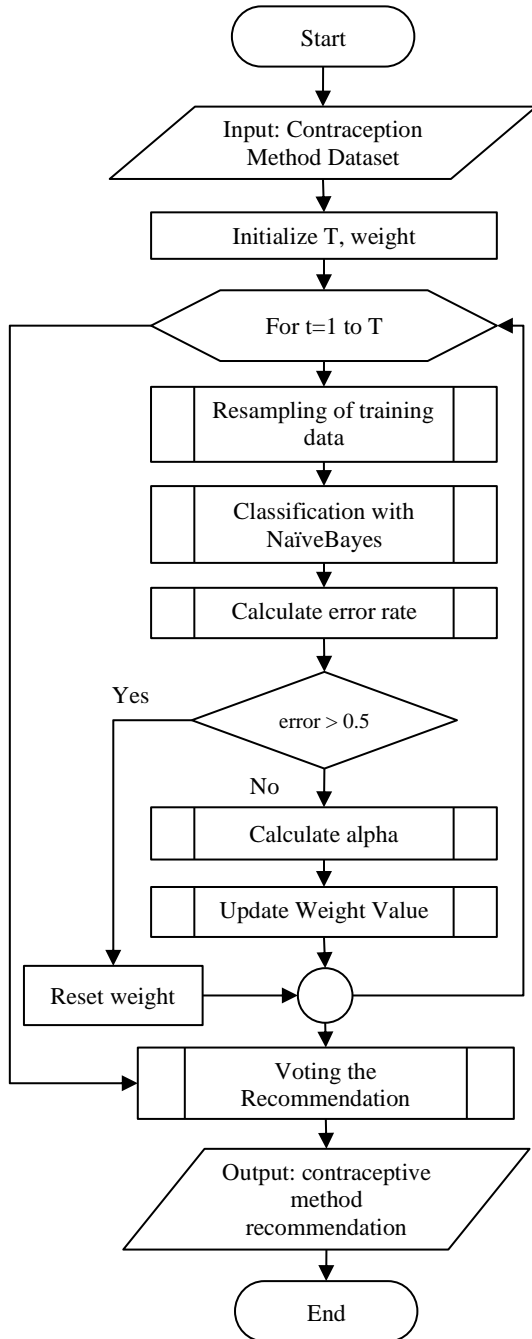 Start
Input: Contraception
Method Dataset
Initialize T, weight
For t=1 to T
Resampling of training
data
Classification with
NaïveBayes
Calculate error rate
Yes
error > 0.5
No
Calculate alpha
Update Weight Value
Reset weight
Voting the
Recommendation
Output: contraceptive
method
recommendation
End